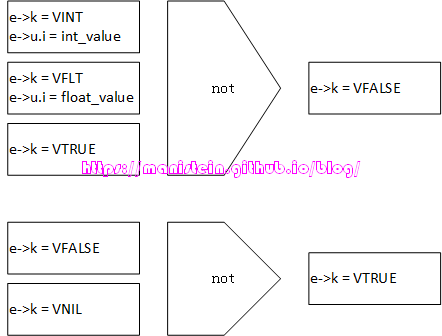 e->k = VINT
e->u.i = int_value
e->k = VFLT
e->u.i = float_value
not
e->k = VFALSE
e->k = VTRUE
https://manistein.github.io/blog/
e->k = VFALSE
not
e->k = VTRUE
e->k = VNIL